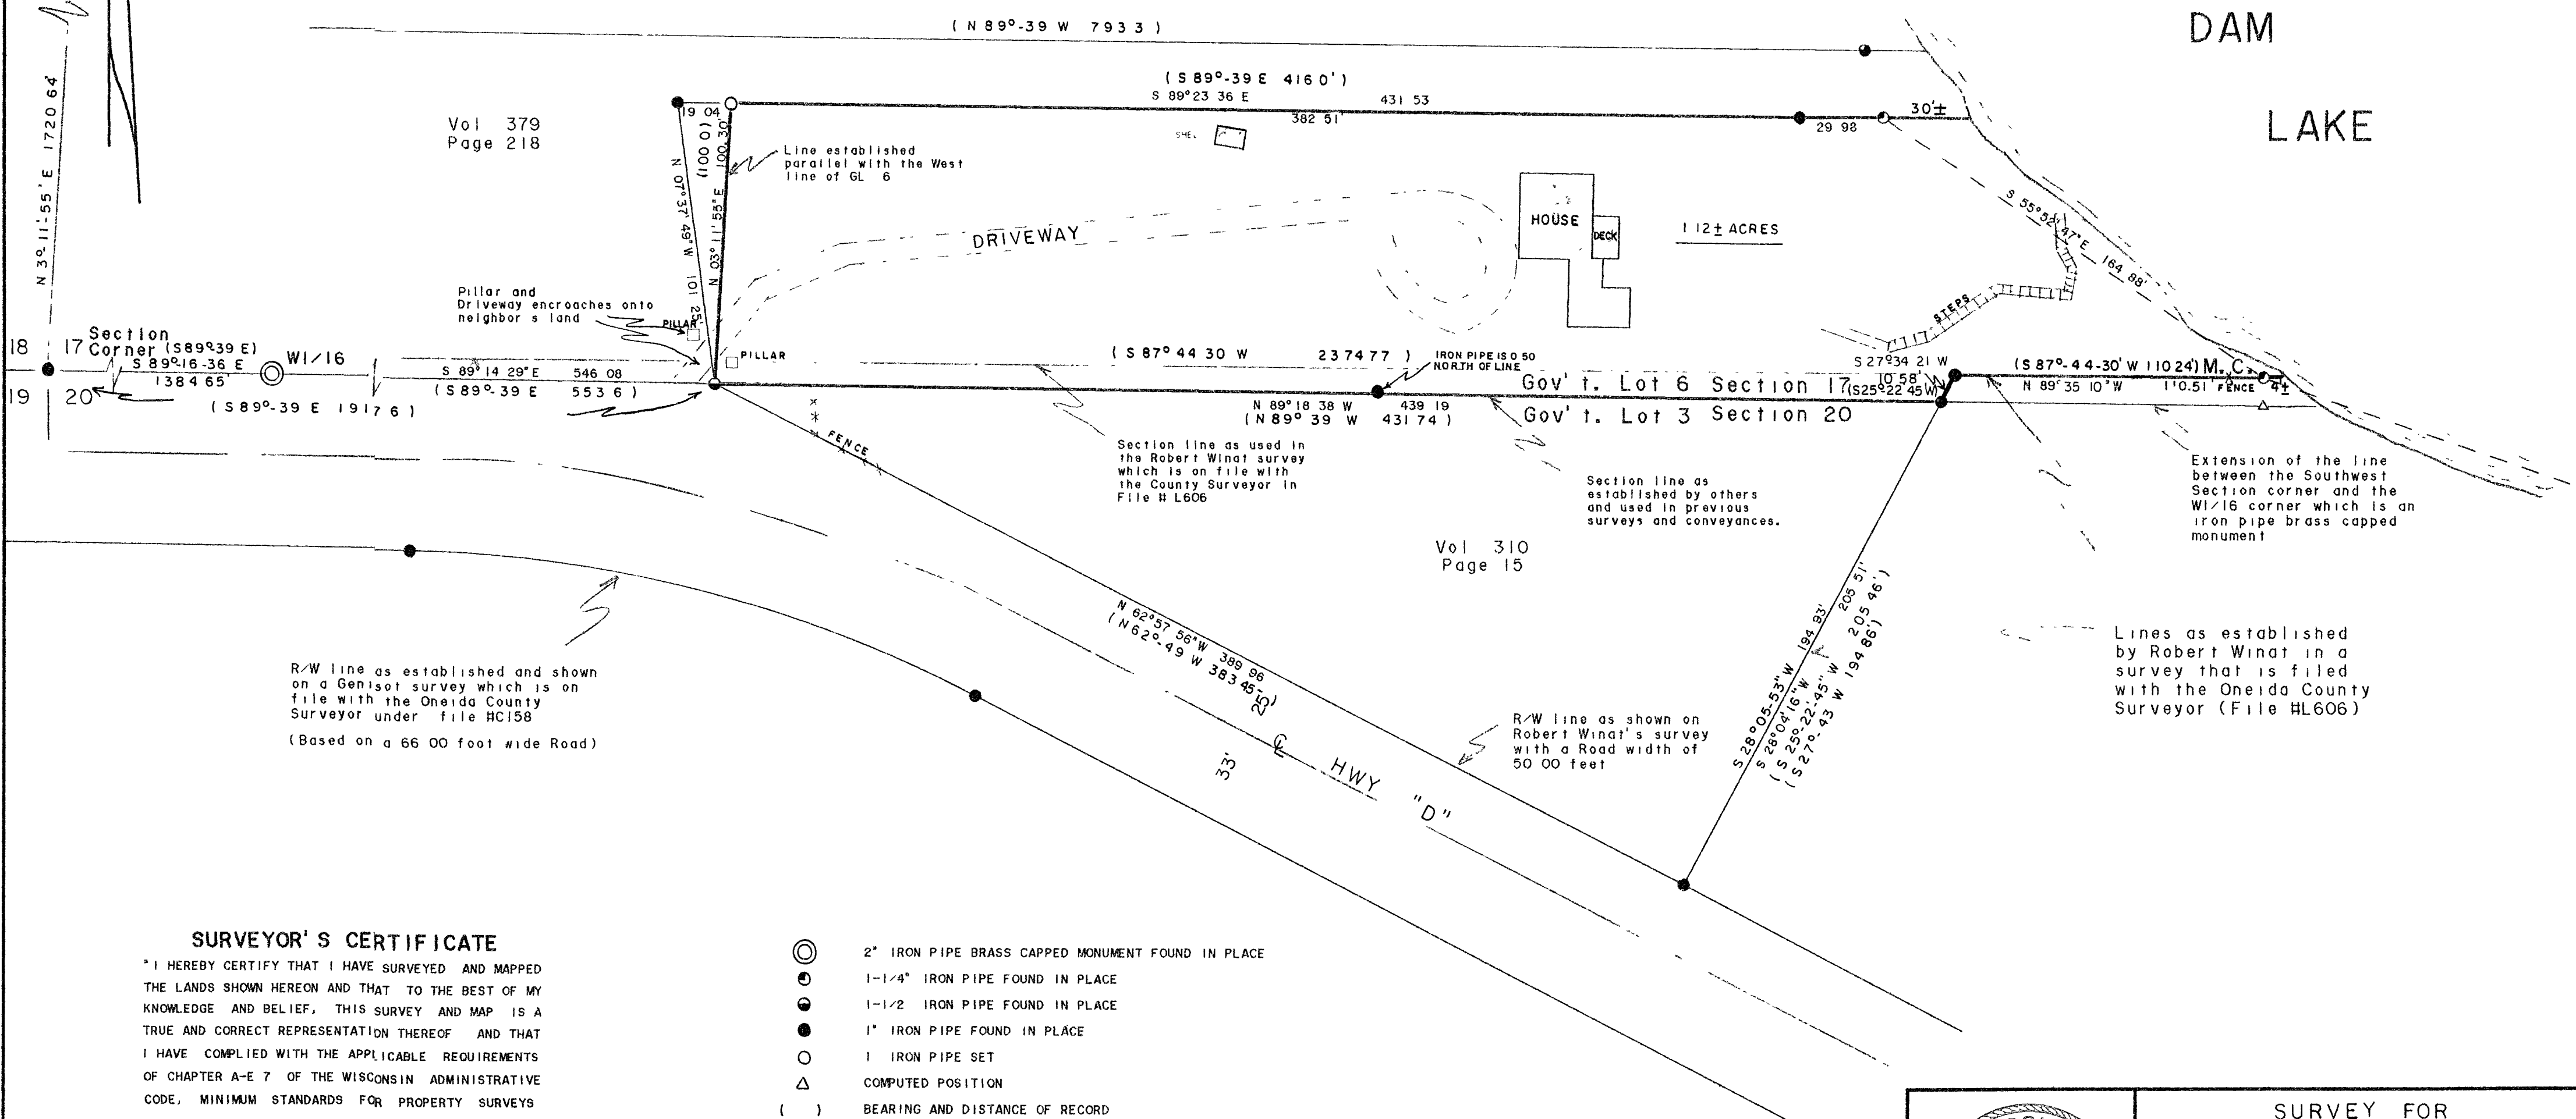 DAM
LAKE
( N 89°-39 W 793 3 )
N 3°-11'-55' E 1720 64'
( S 89°-39 E 416 0' )
S 89°23 36 E 431 53
382 51'
30'±
29 98
19 04
Vol 379
Page 218
(100 0)
100.30'
N 03°11'55" E
N 07°37'49"W 101 25'
Line established
parallel with the West
line of GL 6
DRIVEWAY
HOUSE
DECK
1 12± ACRES
S 55°52'47"E 164 88'
STEPS
Pillar and
Driveway encroaches onto
neighbor s land
PILLAR
PILLAR
18 17
19 20
Section
Corner (S89°39 E)
S 89°-16-36 E
1384 65'
( S 89°-39 E 1917 6 )
W1/16
S 89°14'29"E 546 08
( S 89°-39 E 553 6 )
( S 87°44 30 W 2374 77 )
IRON PIPE IS 0 50
NORTH OF LINE
N 89°18 38 W 439 19
( N 89°39 W 431 74 )
Gov' t. Lot 6 Section 17
Gov' t. Lot 3 Section 20
S 27°34 21 W
10 58'
(S25°22 45 W)
(S 87°-44-30' W 110 24') M. C.
N 89°35 10"W 110.51' FENCE 4±
FENCE
Section line as used in
the Robert Winat survey
which is on file with
the County Surveyor in
File # L606
Section line as
established by others
and used in previous
surveys and conveyances.
Extension of the line
between the Southwest
Section corner and the
W1/16 corner which is an
iron pipe brass capped
monument
Vol 310
Page 15
N 62°57 56"W 389 96
( N 62°-49 W 383 45 )
25'
33'
HWY "D"
S 28°05-53" W 194 93'
S 28°04'16" W 205 51'
( S 25°-22'-45" W 205 46' )
( S 27°-43 W 194 86')
R/W line as established and shown
on a Genisot survey which is on
file with the Oneida County
Surveyor under file #C158
(Based on a 66 00 foot wide Road)
R/W line as shown on
Robert Winat's survey
with a Road width of
50 00 feet
Lines as established
by Robert Winat in a
survey that is filed
with the Oneida County
Surveyor (File #L606)
SURVEYOR' S CERTIFICATE
"I HEREBY CERTIFY THAT I HAVE SURVEYED AND MAPPED
THE LANDS SHOWN HEREON AND THAT TO THE BEST OF MY
KNOWLEDGE AND BELIEF, THIS SURVEY AND MAP IS A
TRUE AND CORRECT REPRESENTATION THEREOF AND THAT
I HAVE COMPLIED WITH THE APPLICABLE REQUIREMENTS
OF CHAPTER A-E 7 OF THE WISCONSIN ADMINISTRATIVE
CODE, MINIMUM STANDARDS FOR PROPERTY SURVEYS
2" IRON PIPE BRASS CAPPED MONUMENT FOUND IN PLACE
1-1/4" IRON PIPE FOUND IN PLACE
1-1/2 IRON PIPE FOUND IN PLACE
1" IRON PIPE FOUND IN PLACE
1 IRON PIPE SET
COMPUTED POSITION
( ) BEARING AND DISTANCE OF RECORD
SURVEY FOR